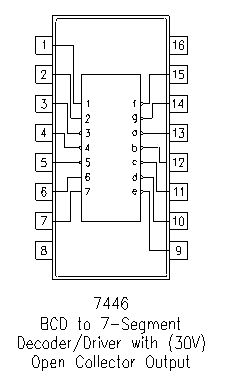 1 16
2 1 f 15
3 2 g 14
4 3 a 13
5 4 b 12
6 5 c 11
7 6 d 10
8 7 e 9
7446
BCD to 7-Segment
Decoder/Driver with (30V)
Open Collector Output